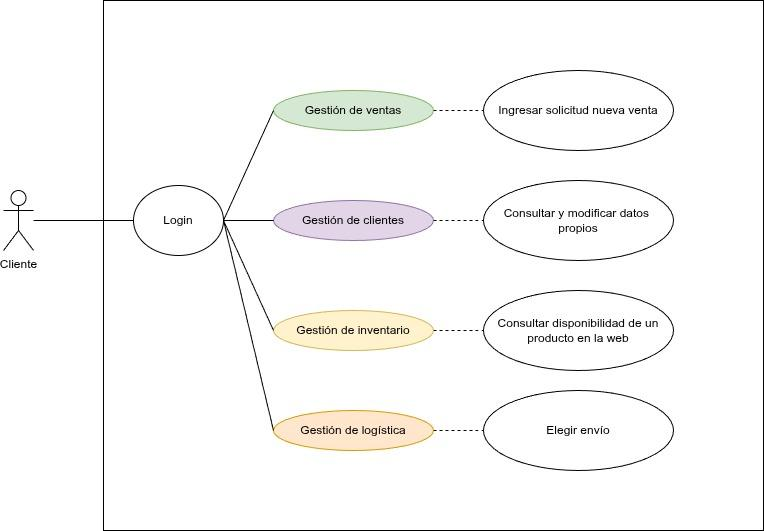 Gestión de ventas
Ingresar solicitud nueva venta
Login
Gestión de clientes
Consultar y modificar datos
propios
Cliente
Gestión de inventario
Consultar disponibilidad de un
producto en la web
Gestión de logística
Elegir envío